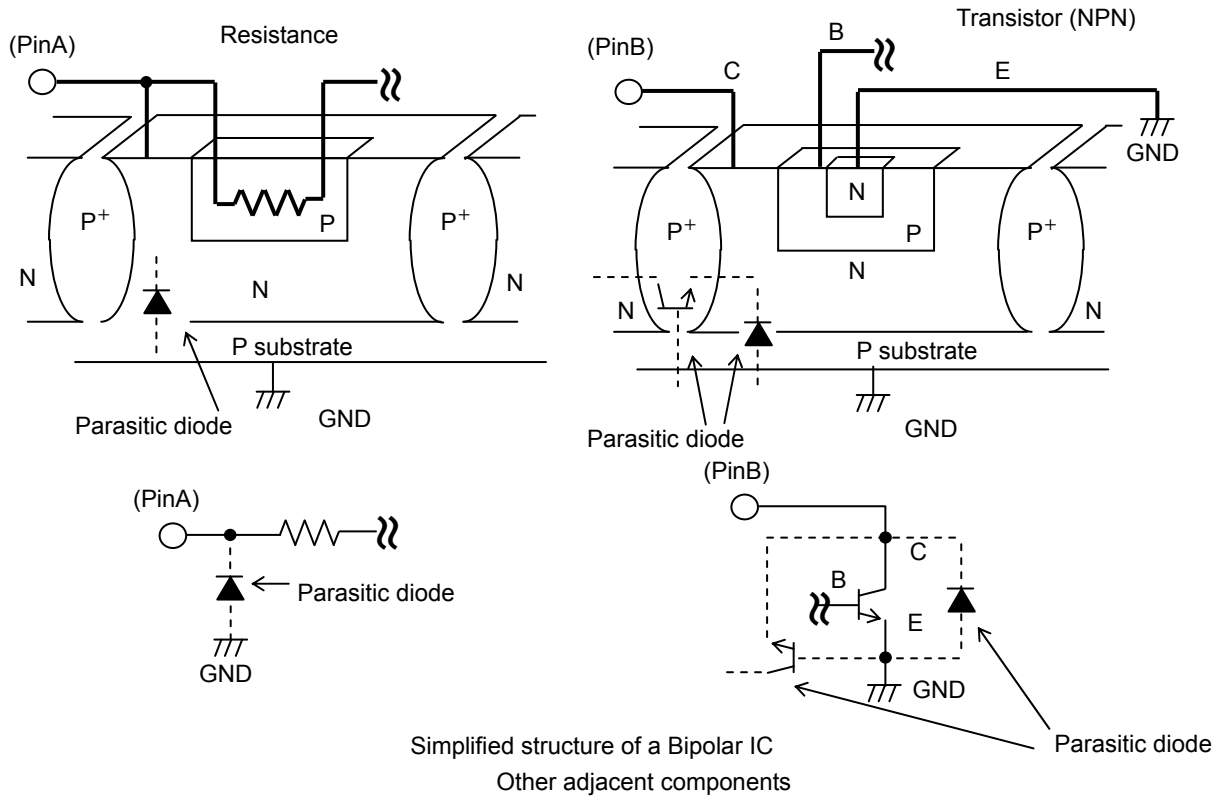 Resistance
(PinA)
P+
P
P+
N
N
N
P substrate
GND
Parasitic diode
Transistor (NPN)
(PinB)
B
C
E
GND
N
P+
P
P+
N
N
N
P substrate
GND
Parasitic diode
(PinA)
Parasitic diode
GND
(PinB)
C
B
E
GND
Parasitic diode
Simplified structure of a Bipolar IC
Other adjacent components